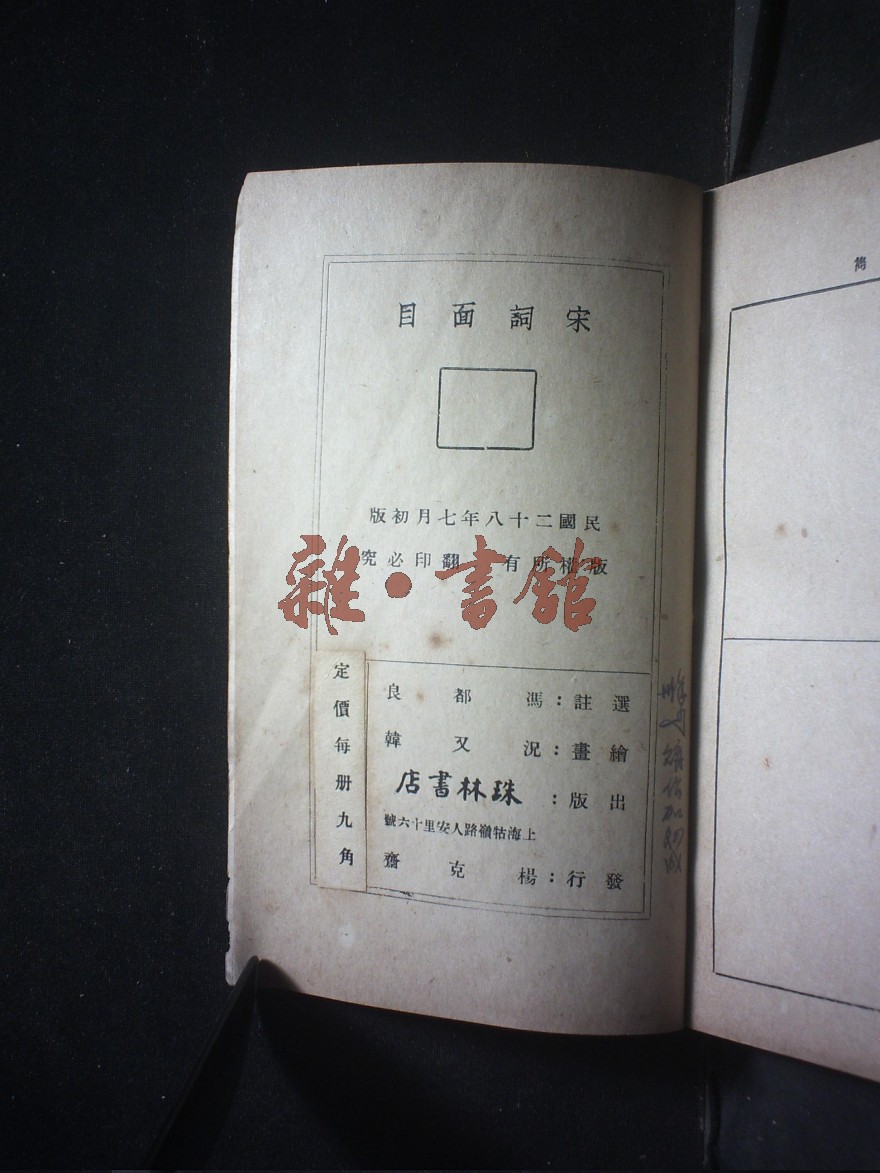 宋詞面目
民國二十八年七月初版
版權所有 翻印必究
雜·書館
選註：馮都良
繪畫：況又韓
出版：珠林書店
上海牯嶺路人安里十六號
發行：楊克齋
定價每册九角